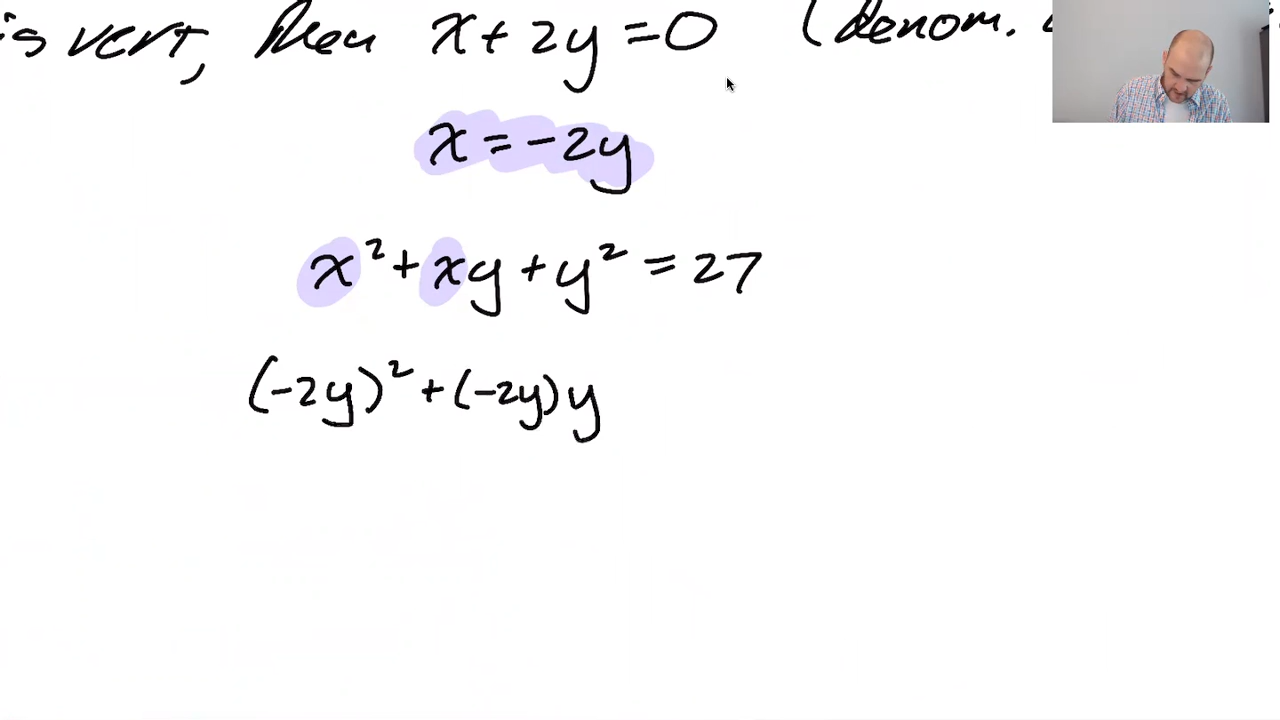 is vert, then x + 2y = 0 (denom.
x = -2y
x² + xy + y² = 27
(-2y)² + (-2y)y